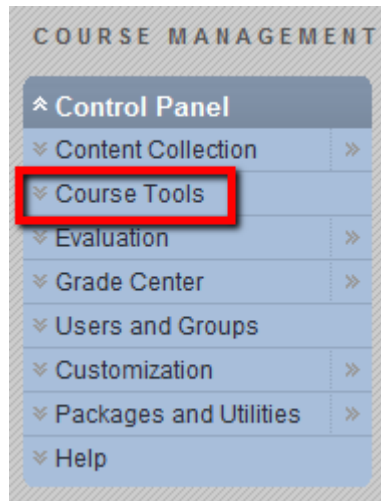 COURSE MANAGEMENT
Control Panel
Content Collection
Course Tools
Evaluation
Grade Center
Users and Groups
Customization
Packages and Utilities
Help